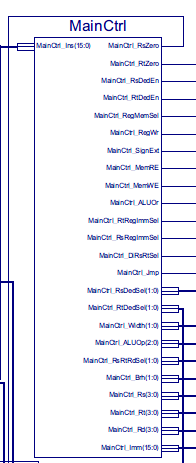 MainCtrl
MainCtrl_Ins(15:0) MainCtrl_RsZero
MainCtrl_RtZero
MainCtrl_RsDedEn
MainCtrl_RtDedEn
MainCtrl_RegMemSel
MainCtrl_RegWr
MainCtrl_SignExt
MainCtrl_MemRE
MainCtrl_MemWE
MainCtrl_ALUOr
MainCtrl_RtRegImmSel
MainCtrl_RsRegImmSel
MainCtrl_DiRsRtSel
MainCtrl_Jmp
MainCtrl_RsDedSel(1:0)
MainCtrl_RtDedSel(1:0)
MainCtrl_Width(1:0)
MainCtrl_ALUOp(2:0)
MainCtrl_RsRtRdSel(1:0)
MainCtrl_Brh(1:0)
MainCtrl_Rs(3:0)
MainCtrl_Rt(3:0)
MainCtrl_Rd(3:0)
MainCtrl_Imm(15:0)